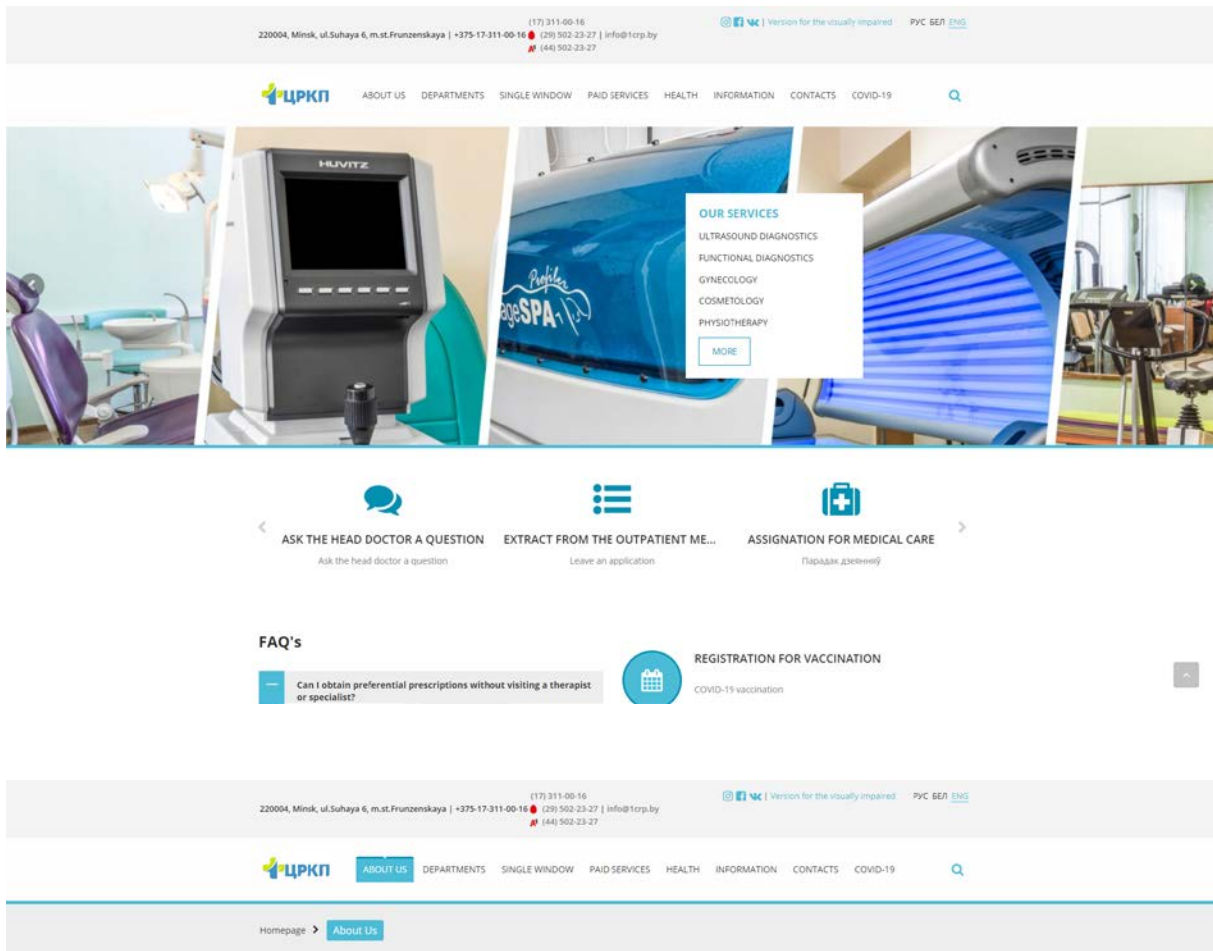 (17) 311-00-16
220004, Minsk, ul.Suhaya 6, m.st.Frunzenskaya | +375-17-311-00-16 (29) 502-23-27 | info@1crp.by
(44) 502-23-27
| Version for the visually impaired РУС БЕЛ ENG
ЦРКП ABOUT US DEPARTMENTS SINGLE WINDOW PAID SERVICES HEALTH INFORMATION CONTACTS COVID-19
HUVITZ
Profiler
ageSPA
OUR SERVICES
ULTRASOUND DIAGNOSTICS
FUNCTIONAL DIAGNOSTICS
GYNECOLOGY
COSMETOLOGY
PHYSIOTHERAPY
MORE
ASK THE HEAD DOCTOR A QUESTION
Ask the head doctor a question
EXTRACT FROM THE OUTPATIENT ME...
Leave an application
ASSIGNATION FOR MEDICAL CARE
Парадак дзеянняў
FAQ's
Can I obtain preferential prescriptions without visiting a therapist
or specialist?
REGISTRATION FOR VACCINATION
COVID-19 vaccination
(17) 311-00-16
220004, Minsk, ul.Suhaya 6, m.st.Frunzenskaya | +375-17-311-00-16 (29) 502-23-27 | info@1crp.by
(44) 502-23-27
| Version for the visually impaired РУС БЕЛ ENG
ЦРКП ABOUT US DEPARTMENTS SINGLE WINDOW PAID SERVICES HEALTH INFORMATION CONTACTS COVID-19
Homepage > About Us